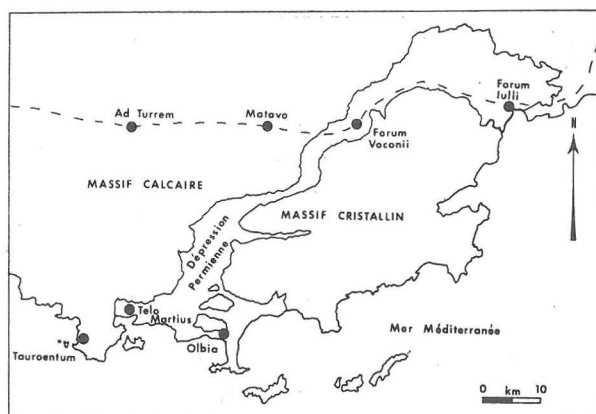 Forum
Iulli
Ad Turrem
Matavo
Forum
Voconii
N
MASSIF CALCAIRE
MASSIF CRISTALLIN
Dépression
Permienne
Telo
Martius
Tauroentum
Olbia
Mer Méditerranée
0 km 10